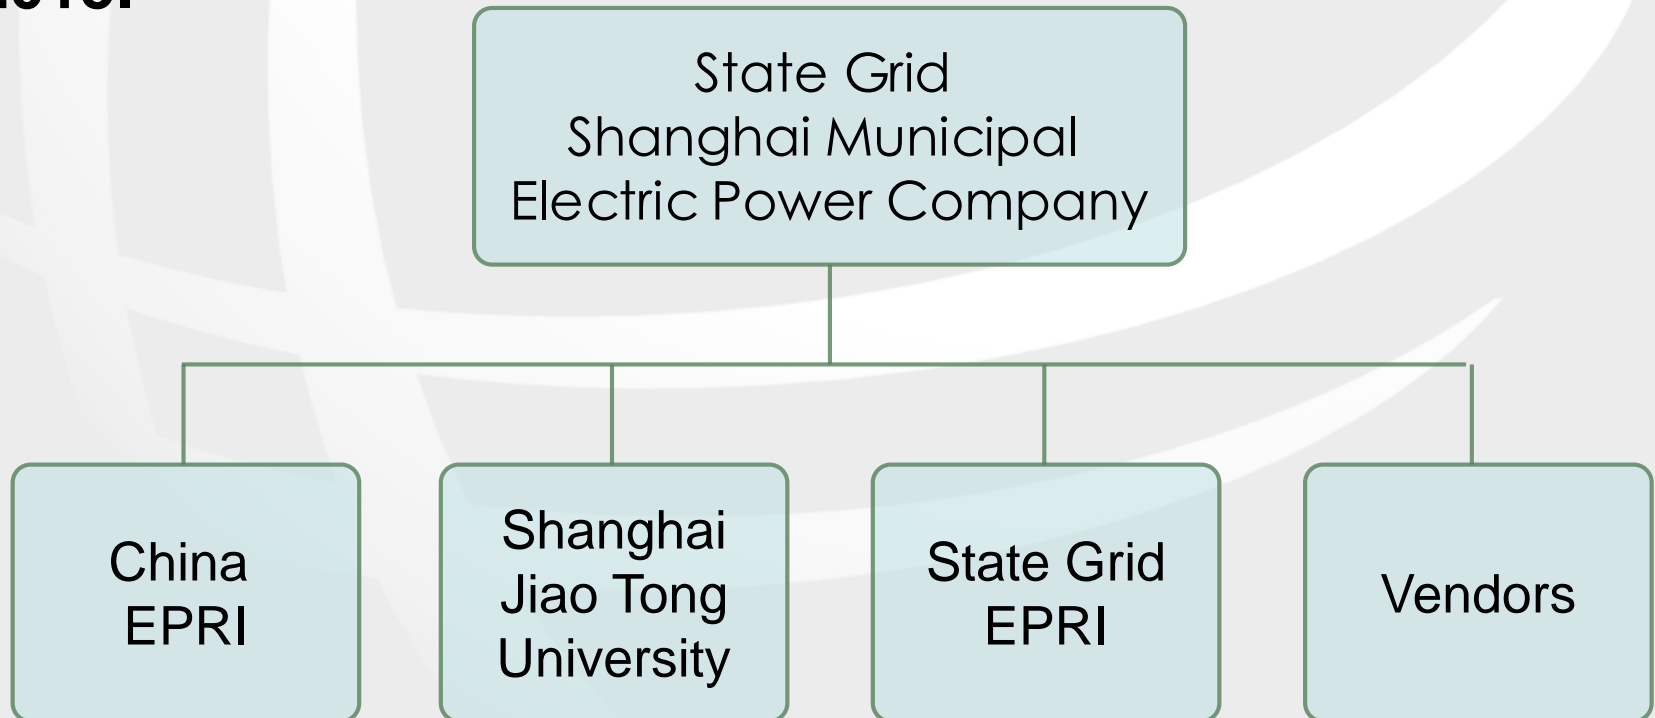 State Grid
Shanghai Municipal
Electric Power Company
China
EPRI
Shanghai
Jiao Tong
University
State Grid
EPRI
Vendors